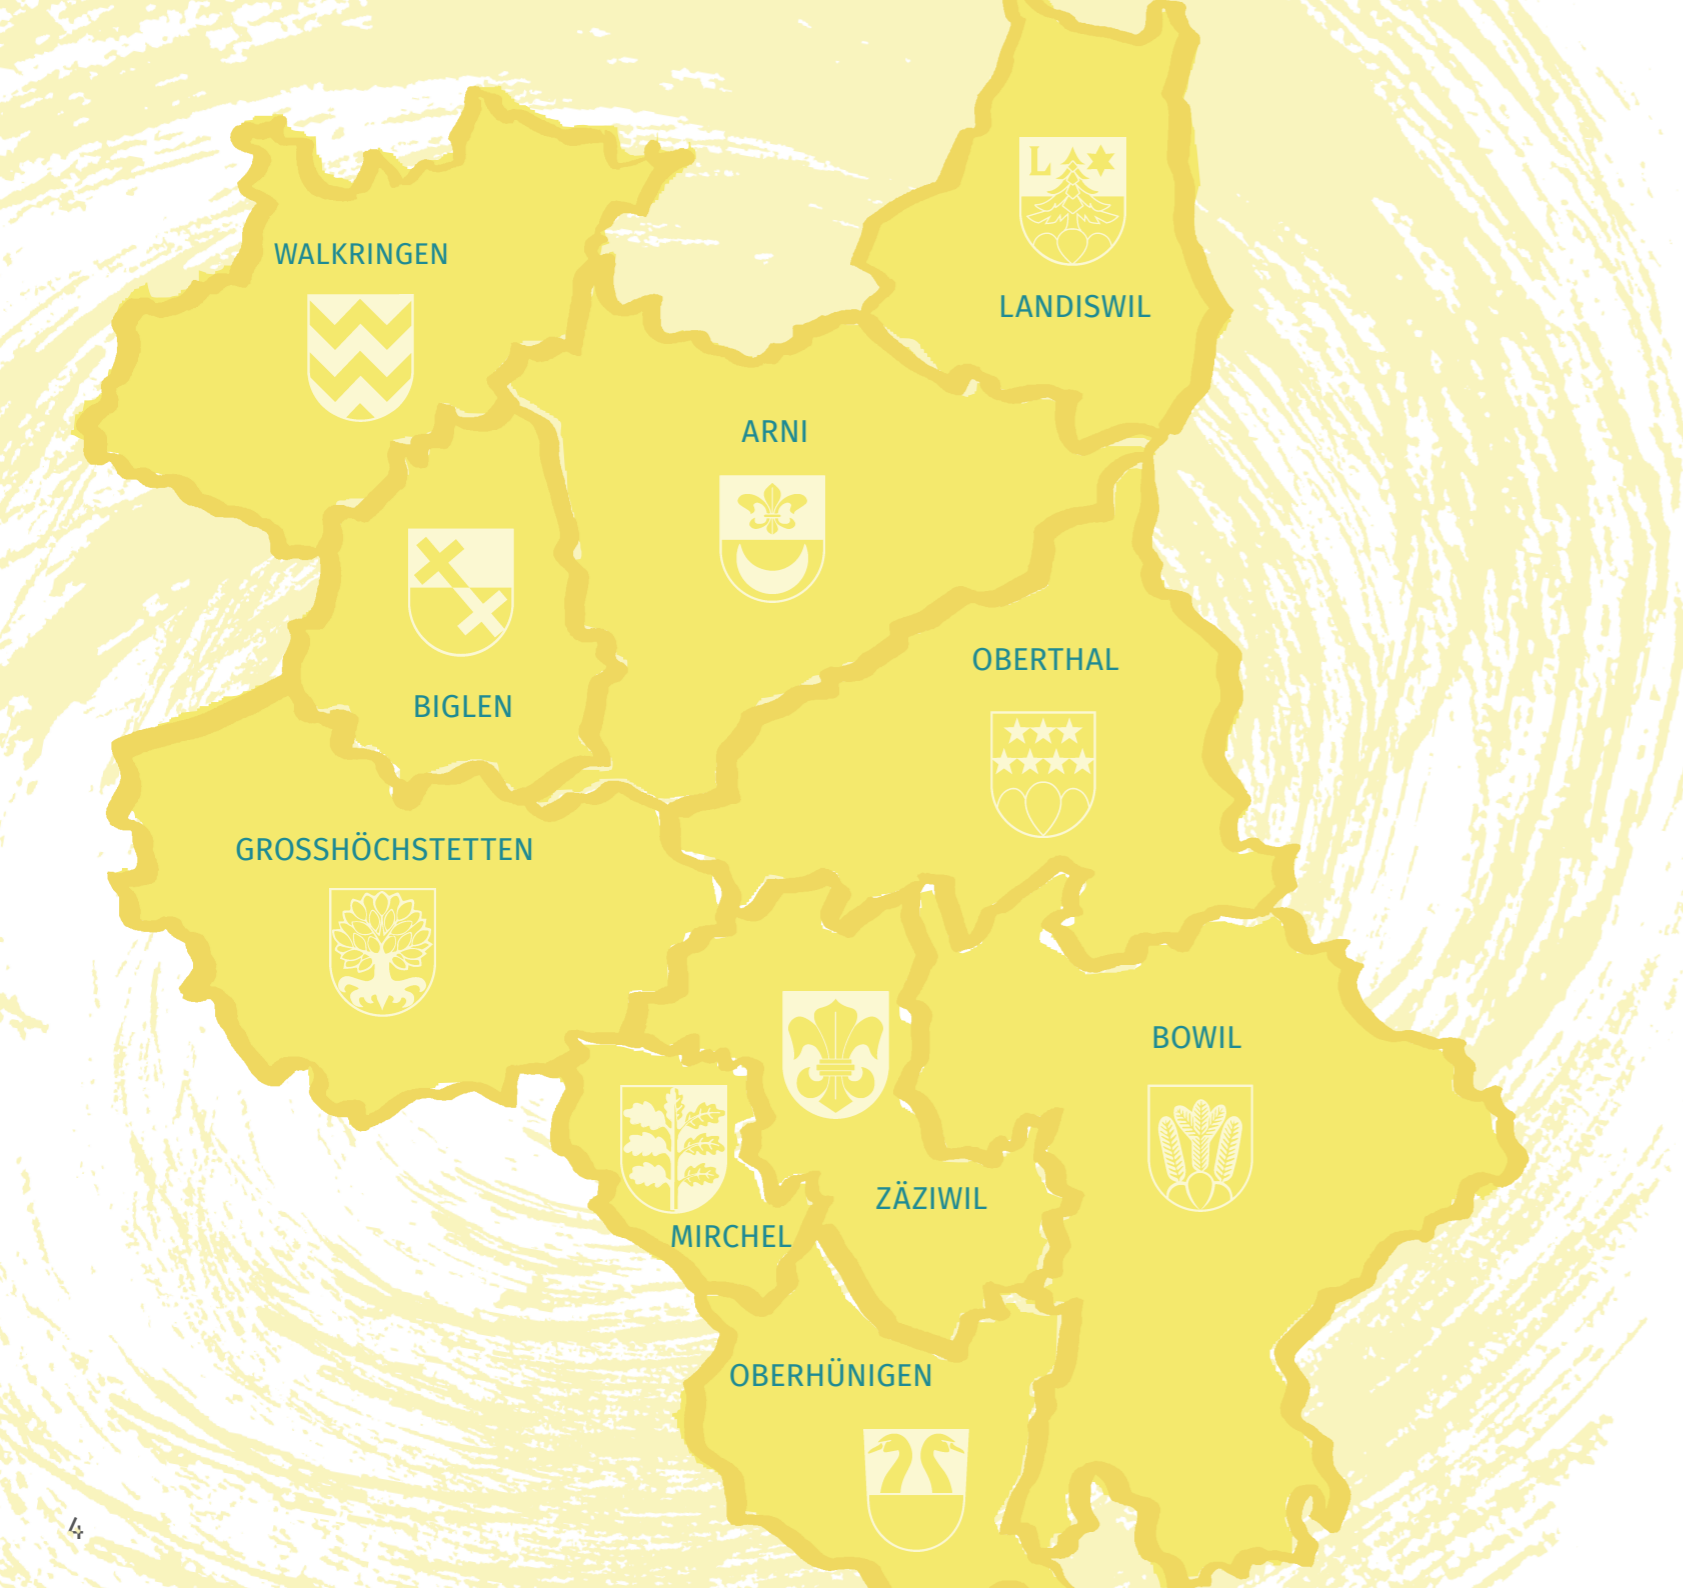 WALKRINGEN
L
LANDISWIL
ARNI
OBERTHAL
BIGLEN
GROSSHÖCHSTETTEN
BOWIL
ZÄZIWIL
MIRCHEL
OBERHÜNIGEN
4